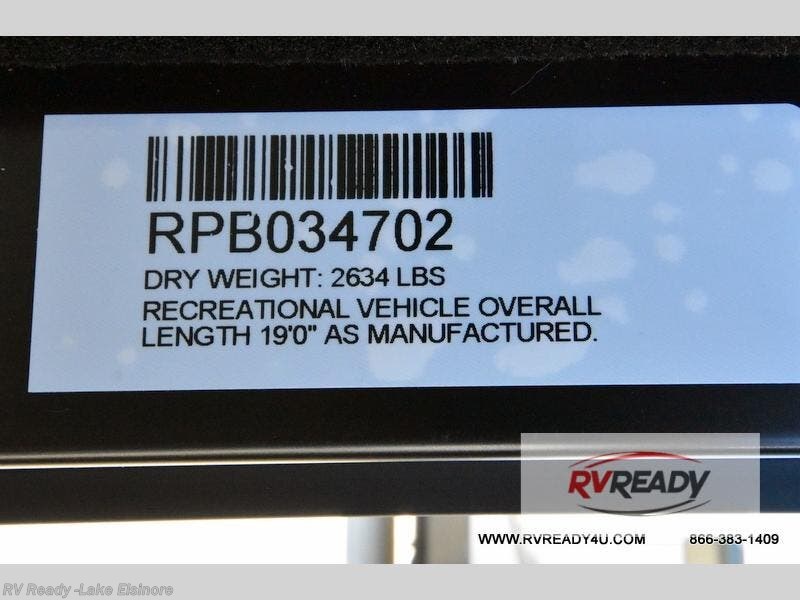 RPB034702
DRY WEIGHT: 2634 LBS
RECREATIONAL VEHICLE OVERALL
LENGTH 19'0" AS MANUFACTURED.
RVREADY
WWW.RVREADY4U.COM 866-383-1409
RV Ready -Lake Elsinore